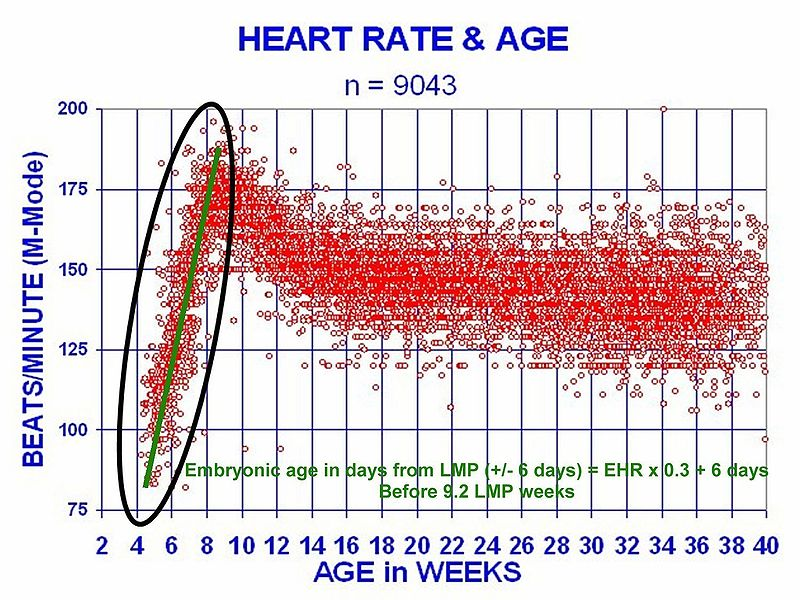 HEART RATE & AGE
n = 9043
BEATS/MINUTE (M-Mode)
200
175
150
125
100
75
Embryonic age in days from LMP (+/- 6 days) = EHR x 0.3 + 6 days
Before 9.2 LMP weeks
2 4 6 8 10 12 14 16 18 20 22 24 26 28 30 32 34 36 38 40
AGE in WEEKS